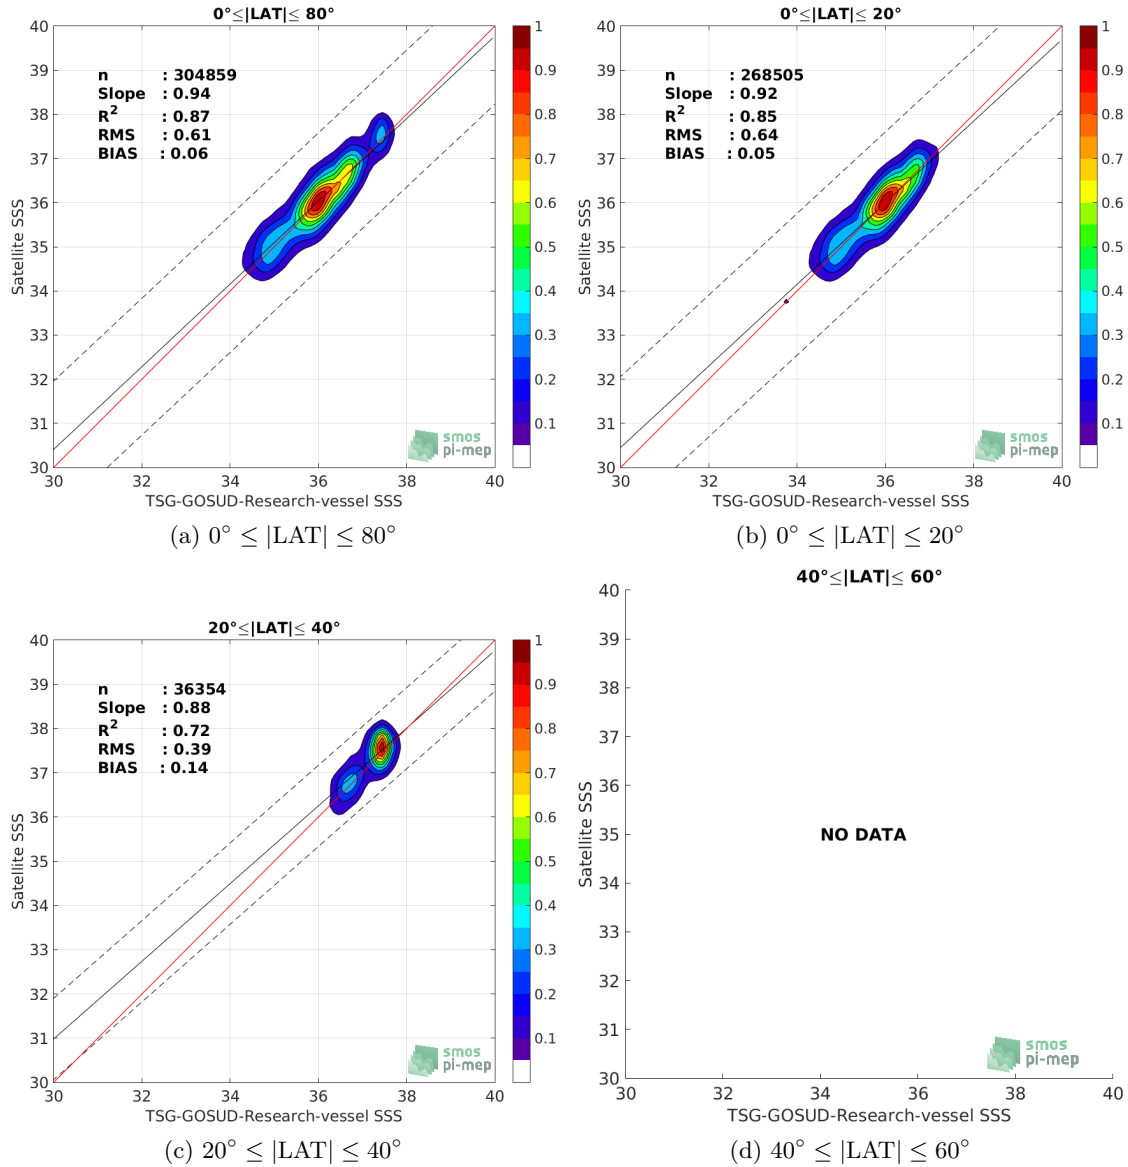 0°≤|LAT|≤ 80°
n : 304859
Slope : 0.94
R² : 0.87
RMS : 0.61
BIAS : 0.06
40
39
38
37
36
35
34
33
32
31
30
30 32 34 36 38 40
Satellite SSS
TSG-GOSUD-Research-vessel SSS
smos
pi-mep
1
0.9
0.8
0.7
0.6
0.5
0.4
0.3
0.2
0.1
(a) 0° ≤ |LAT| ≤ 80°
0°≤|LAT|≤ 20°
n : 268505
Slope : 0.92
R² : 0.85
RMS : 0.64
BIAS : 0.05
40
39
38
37
36
35
34
33
32
31
30
30 32 34 36 38 40
Satellite SSS
TSG-GOSUD-Research-vessel SSS
smos
pi-mep
1
0.9
0.8
0.7
0.6
0.5
0.4
0.3
0.2
0.1
(b) 0° ≤ |LAT| ≤ 20°
20°≤|LAT|≤ 40°
n : 36354
Slope : 0.88
R² : 0.72
RMS : 0.39
BIAS : 0.14
40
39
38
37
36
35
34
33
32
31
30
30 32 34 36 38 40
Satellite SSS
TSG-GOSUD-Research-vessel SSS
smos
pi-mep
1
0.9
0.8
0.7
0.6
0.5
0.4
0.3
0.2
0.1
(c) 20° ≤ |LAT| ≤ 40°
40°≤|LAT|≤ 60°
40
39
38
37
36
35
34
33
32
31
30
NO DATA
30 32 34 36 38 40
Satellite SSS
TSG-GOSUD-Research-vessel SSS
smos
pi-mep
(d) 40° ≤ |LAT| ≤ 60°